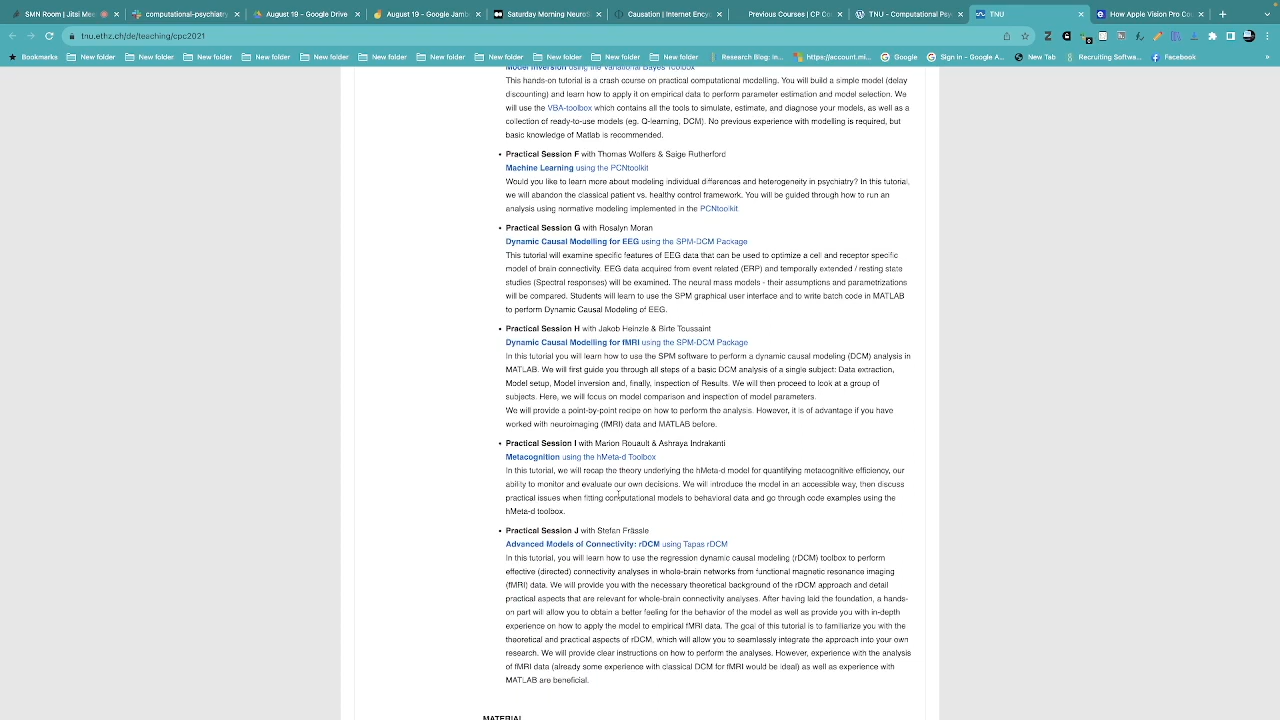 SMN Room | Jitsi Mee
computational-psychiatry
August 19 - Google Drive
August 19 - Google Jamb
Saturday Morning NeuroS
Causation | Internet Ency
Previous Courses | CP Co
TNU - Computational Psy
TNU
How Apple Vision Pro Co
tnu.ethz.ch/de/teaching/cpc2021
Bookmarks
New folder
New folder
New folder
New folder
New folder
New folder
New folder
New folder
New folder
Research Blog: In...
https://account.mi...
Google
Sign in - Google A...
New Tab
Recruiting Softwar...
Facebook
Model Inversion using the Variational Bayes Toolbox
This hands-on tutorial is a crash course on practical computational modelling. You will build a simple model (delay
discounting) and learn how to apply it on empirical data to perform parameter estimation and model selection. We
will use the VBA-toolbox which contains all the tools to simulate, estimate, and diagnose your models, as well as a
collection of ready-to-use models (eg. Q-learning, DCM). No previous experience with modelling is required, but
basic knowledge of Matlab is recommended.
• Practical Session F with Thomas Wolfers & Saige Rutherford
Machine Learning using the PCNtoolkit
Would you like to learn more about modeling individual differences and heterogeneity in psychiatry? In this tutorial,
we will abandon the classical patient vs. healthy control framework. You will be guided through how to run an
analysis using normative modeling implemented in the PCNtoolkit.
• Practical Session G with Rosalyn Moran
Dynamic Causal Modelling for EEG using the SPM-DCM Package
This tutorial will examine specific features of EEG data that can be used to optimize a cell and receptor specific
model of brain connectivity. EEG data acquired from event related (ERP) and temporally extended / resting state
studies (Spectral responses) will be examined. The neural mass models - their assumptions and parametrizations
will be compared. Students will learn to use the SPM graphical user interface and to write batch code in MATLAB
to perform Dynamic Causal Modeling of EEG.
• Practical Session H with Jakob Heinzle & Birte Toussaint
Dynamic Causal Modelling for fMRI using the SPM-DCM Package
In this tutorial you will learn how to use the SPM software to perform a dynamic causal modeling (DCM) analysis in
MATLAB. We will first guide you through all steps of a basic DCM analysis of a single subject: Data extraction,
Model setup, Model inversion and, finally, inspection of Results. We will then proceed to look at a group of
subjects. Here, we will focus on model comparison and inspection of model parameters.
We will provide a point-by-point recipe on how to perform the analysis. However, it is of advantage if you have
worked with neuroimaging (fMRI) data and MATLAB before.
• Practical Session I with Marion Rouault & Ashraya Indrakanti
Metacognition using the hMeta-d Toolbox
In this tutorial, we will recap the theory underlying the hMeta-d model for quantifying metacognitive efficiency, our
ability to monitor and evaluate our own decisions. We will introduce the model in an accessible way, then discuss
practical issues when fitting computational models to behavioral data and go through code examples using the
hMeta-d toolbox.
• Practical Session J with Stefan Frässle
Advanced Models of Connectivity: rDCM using Tapas rDCM
In this tutorial, you will learn how to use the regression dynamic causal modeling (rDCM) toolbox to perform
effective (directed) connectivity analyses in whole-brain networks from functional magnetic resonance imaging
(fMRI) data. We will provide you with the necessary theoretical background of the rDCM approach and detail
practical aspects that are relevant for whole-brain connectivity analyses. After having laid the foundation, a hands-
on part will allow you to obtain a better feeling for the behavior of the model as well as provide you with in-depth
experience on how to apply the model to empirical fMRI data. The goal of this tutorial is to familiarize you with the
theoretical and practical aspects of rDCM, which will allow you to seamlessly integrate the approach into your own
research. We will provide clear instructions on how to perform the analyses. However, experience with the analysis
of fMRI data (already some experience with classical DCM for fMRI would be ideal) as well as experience with
MATLAB are beneficial.
MATERIAL